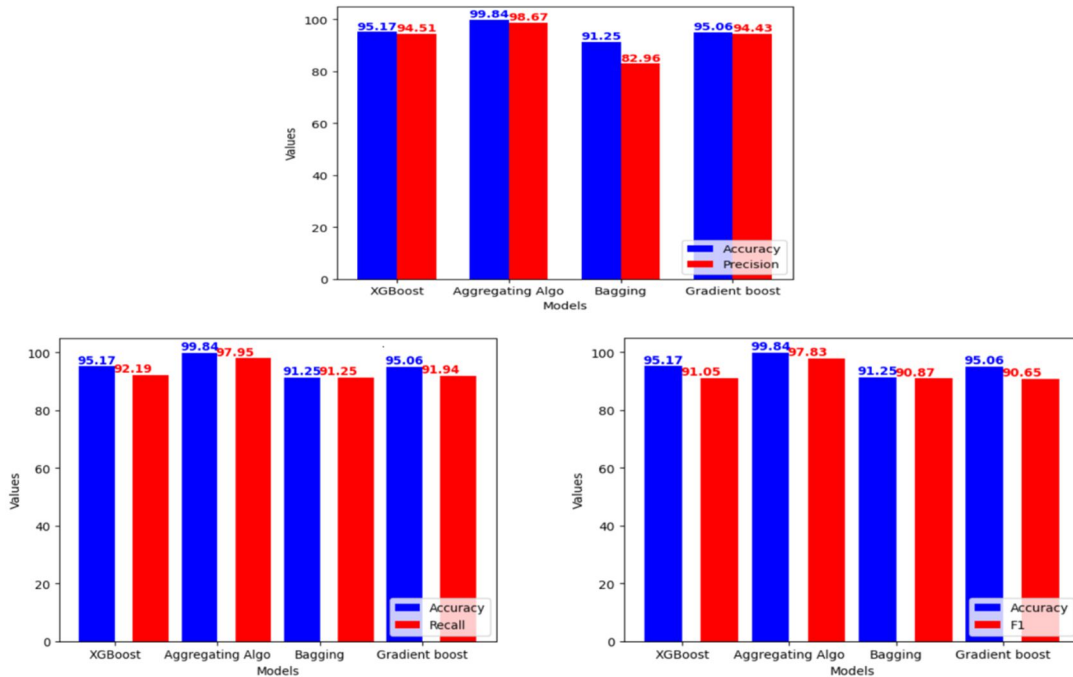 99.84 98.67
95.17 94.51
91.25
82.96
95.06 94.43
100
80
60
40
20
0
Values
Accuracy
Precision
XGBoost Aggregating Algo Bagging Gradient boost
Models
99.84 97.95
95.17 92.19
91.25 91.25
95.06 91.94
100
80
60
40
20
0
Values
Accuracy
Recall
XGBoost Aggregating Algo Bagging Gradient boost
Models
99.84 97.83
95.17 91.05
91.25 90.87
95.06 90.65
100
80
60
40
20
0
Values
Accuracy
F1
XGBoost Aggregating Algo Bagging Gradient boost
Models